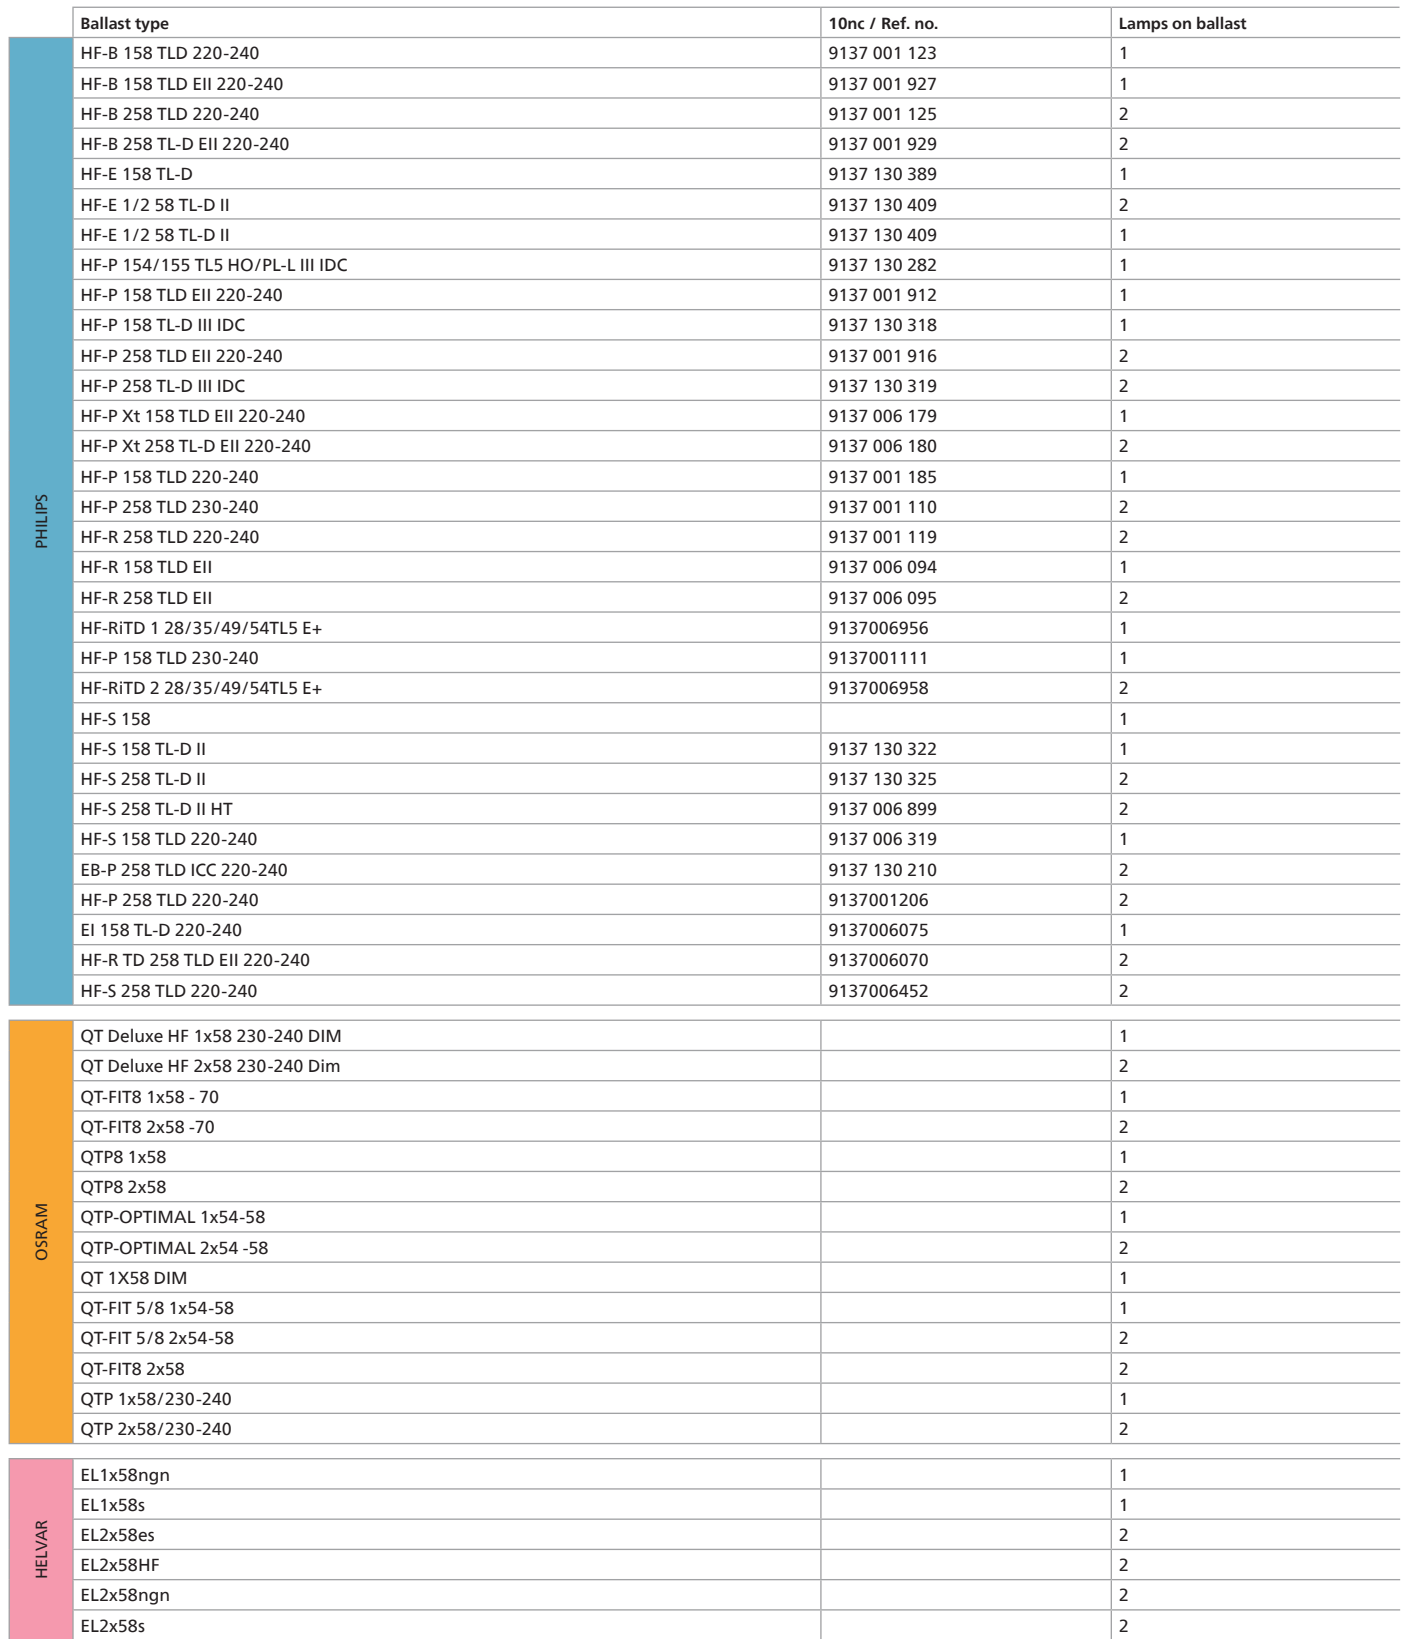 Ballast type 10nc / Ref. no. Lamps on ballast
PHILIPS
HF-B 158 TLD 220-240 9137 001 123 1
HF-B 158 TLD EII 220-240 9137 001 927 1
HF-B 258 TLD 220-240 9137 001 125 2
HF-B 258 TL-D EII 220-240 9137 001 929 2
HF-E 158 TL-D 9137 130 389 1
HF-E 1/2 58 TL-D II 9137 130 409 2
HF-E 1/2 58 TL-D II 9137 130 409 1
HF-P 154/155 TL5 HO/PL-L III IDC 9137 130 282 1
HF-P 158 TLD EII 220-240 9137 001 912 1
HF-P 158 TL-D III IDC 9137 130 318 1
HF-P 258 TLD EII 220-240 9137 001 916 2
HF-P 258 TL-D III IDC 9137 130 319 2
HF-P Xt 158 TLD EII 220-240 9137 006 179 1
HF-P Xt 258 TL-D EII 220-240 9137 006 180 2
HF-P 158 TLD 220-240 9137 001 185 1
HF-P 258 TLD 230-240 9137 001 110 2
HF-R 258 TLD 220-240 9137 001 119 2
HF-R 158 TLD EII 9137 006 094 1
HF-R 258 TLD EII 9137 006 095 2
HF-RiTD 1 28/35/49/54TL5 E+ 9137006956 1
HF-P 158 TLD 230-240 9137001111 1
HF-RiTD 2 28/35/49/54TL5 E+ 9137006958 2
HF-S 158 1
HF-S 158 TL-D II 9137 130 322 1
HF-S 258 TL-D II 9137 130 325 2
HF-S 258 TL-D II HT 9137 006 899 2
HF-S 158 TLD 220-240 9137 006 319 1
EB-P 258 TLD ICC 220-240 9137 130 210 2
HF-P 258 TLD 220-240 9137001206 2
EI 158 TL-D 220-240 9137006075 1
HF-R TD 258 TLD EII 220-240 9137006070 2
HF-S 258 TLD 220-240 9137006452 2
OSRAM
QT Deluxe HF 1x58 230-240 DIM 1
QT Deluxe HF 2x58 230-240 Dim 2
QT-FIT8 1x58 - 70 1
QT-FIT8 2x58 -70 2
QTP8 1x58 1
QTP8 2x58 2
QTP-OPTIMAL 1x54-58 1
QTP-OPTIMAL 2x54 -58 2
QT 1X58 DIM 1
QT-FIT 5/8 1x54-58 1
QT-FIT 5/8 2x54-58 2
QT-FIT8 2x58 2
QTP 1x58/230-240 1
QTP 2x58/230-240 2
HELVAR
EL1x58ngn 1
EL1x58s 1
EL2x58es 2
EL2x58HF 2
EL2x58ngn 2
EL2x58s 2